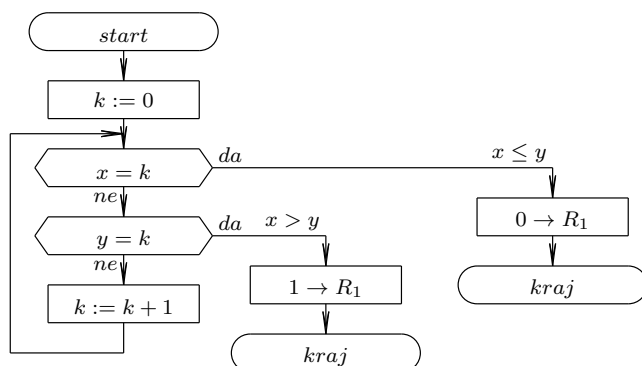 start
k := 0
x = k
da
x ≤ y
ne
0 → R₁
y = k
da
x > y
ne
kraj
k := k + 1
1 → R₁
kraj